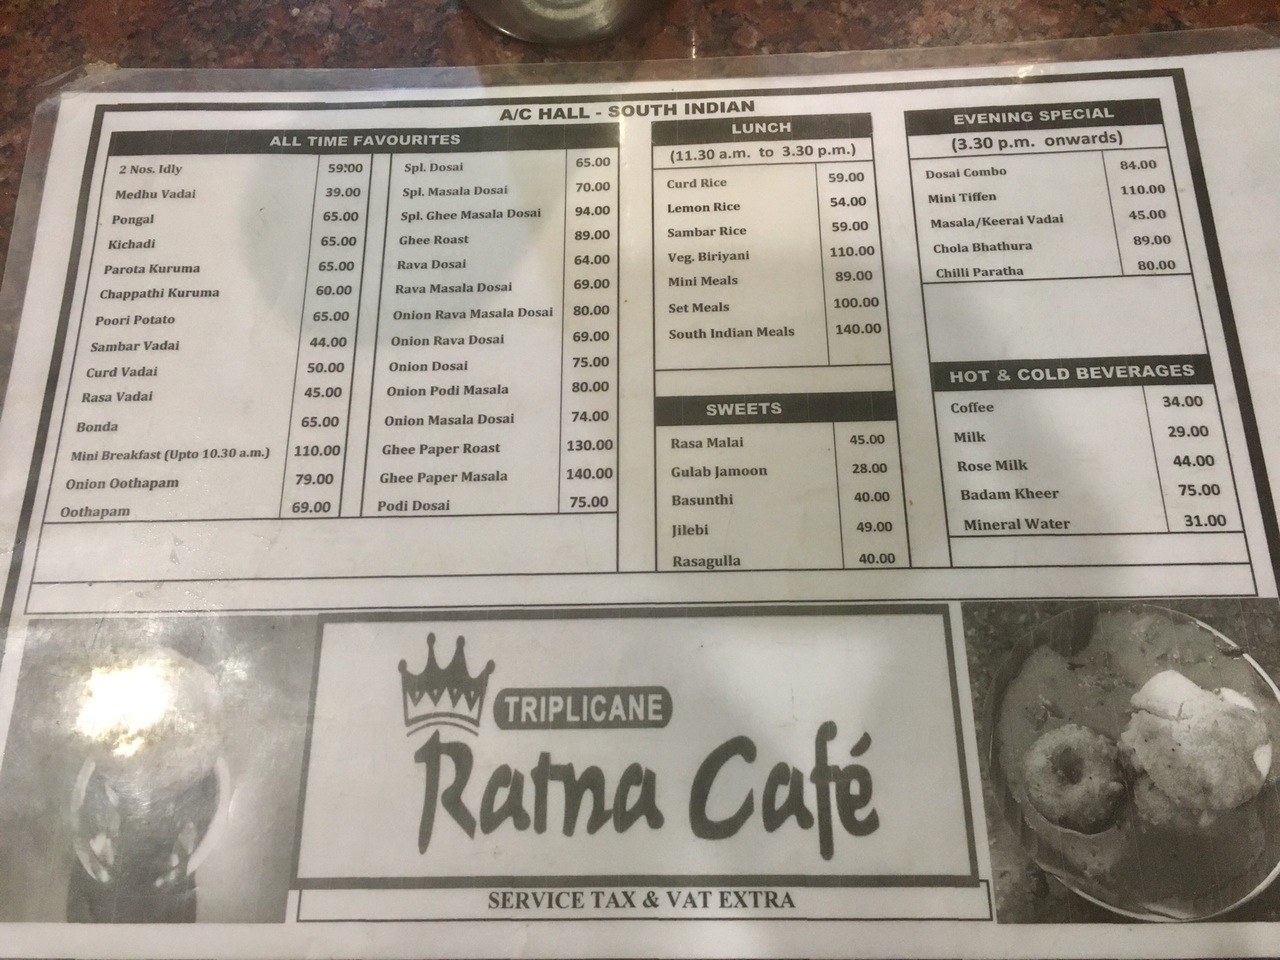 A/C HALL - SOUTH INDIAN
ALL TIME FAVOURITES
2 Nos. Idly 59.00
Medhu Vadai 39.00
Pongal 65.00
Kichadi 65.00
Parota Kuruma 65.00
Chappathi Kuruma 60.00
Poori Potato 65.00
Sambar Vadai 44.00
Curd Vadai 50.00
Rasa Vadai 45.00
Bonda 65.00
Mini Breakfast (Upto 10.30 a.m.) 110.00
Onion Oothapam 79.00
Oothapam 69.00
Spl. Dosai 65.00
Spl. Masala Dosai 70.00
Spl. Ghee Masala Dosai 94.00
Ghee Roast 89.00
Rava Dosai 64.00
Rava Masala Dosai 69.00
Onion Rava Masala Dosai 80.00
Onion Rava Dosai 69.00
Onion Dosai 75.00
Onion Podi Masala 80.00
Onion Masala Dosai 74.00
Ghee Paper Roast 130.00
Ghee Paper Masala 140.00
Podi Dosai 75.00
LUNCH
(11.30 a.m. to 3.30 p.m.)
Curd Rice 59.00
Lemon Rice 54.00
Sambar Rice 59.00
Veg. Biriyani 110.00
Mini Meals 89.00
Set Meals 100.00
South Indian Meals 140.00
SWEETS
Rasa Malai 45.00
Gulab Jamoon 28.00
Basunthi 40.00
Jilebi 49.00
Rasagulla 40.00
EVENING SPECIAL
(3.30 p.m. onwards)
Dosai Combo 84.00
Mini Tiffen 110.00
Masala/Keerai Vadai 45.00
Chola Bhathura 89.00
Chilli Paratha 80.00
HOT & COLD BEVERAGES
Coffee 34.00
Milk 29.00
Rose Milk 44.00
Badam Kheer 75.00
Mineral Water 31.00
TRIPLICANE
Ratna Café
SERVICE TAX & VAT EXTRA